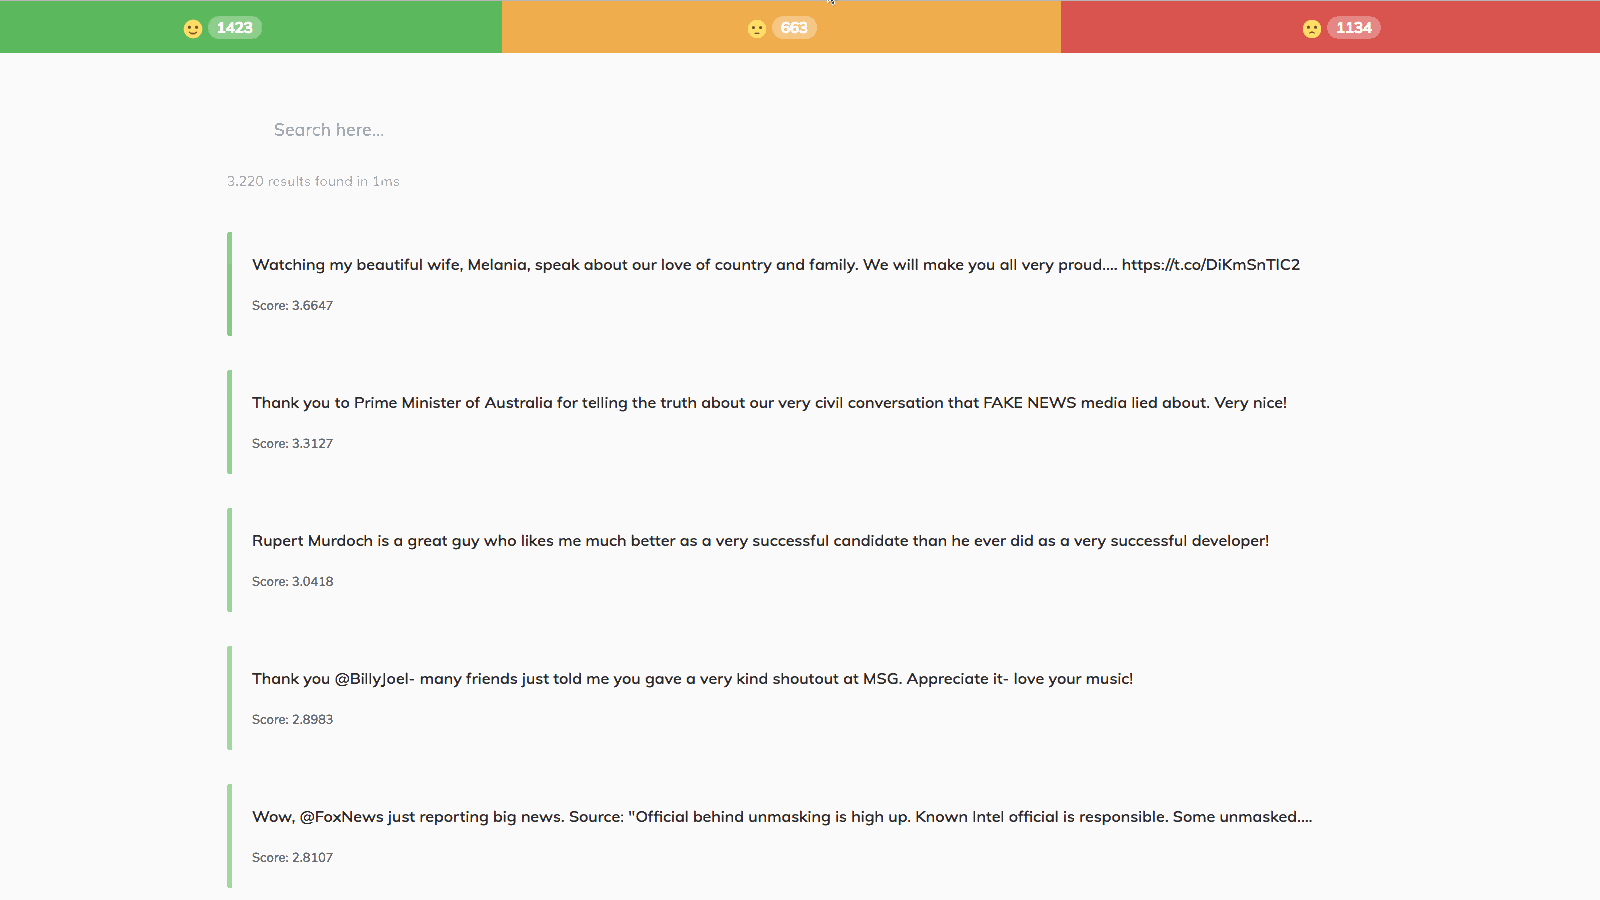 1423
663
1134
Search here...
3.220 results found in 1ms
Watching my beautiful wife, Melania, speak about our love of country and family. We will make you all very proud.... https://t.co/DiKmSnTlC2
Score: 3.6647
Thank you to Prime Minister of Australia for telling the truth about our very civil conversation that FAKE NEWS media lied about. Very nice!
Score: 3.3127
Rupert Murdoch is a great guy who likes me much better as a very successful candidate than he ever did as a very successful developer!
Score: 3.0418
Thank you @BillyJoel- many friends just told me you gave a very kind shoutout at MSG. Appreciate it- love your music!
Score: 2.8983
Wow, @FoxNews just reporting big news. Source: "Official behind unmasking is high up. Known Intel official is responsible. Some unmasked....
Score: 2.8107